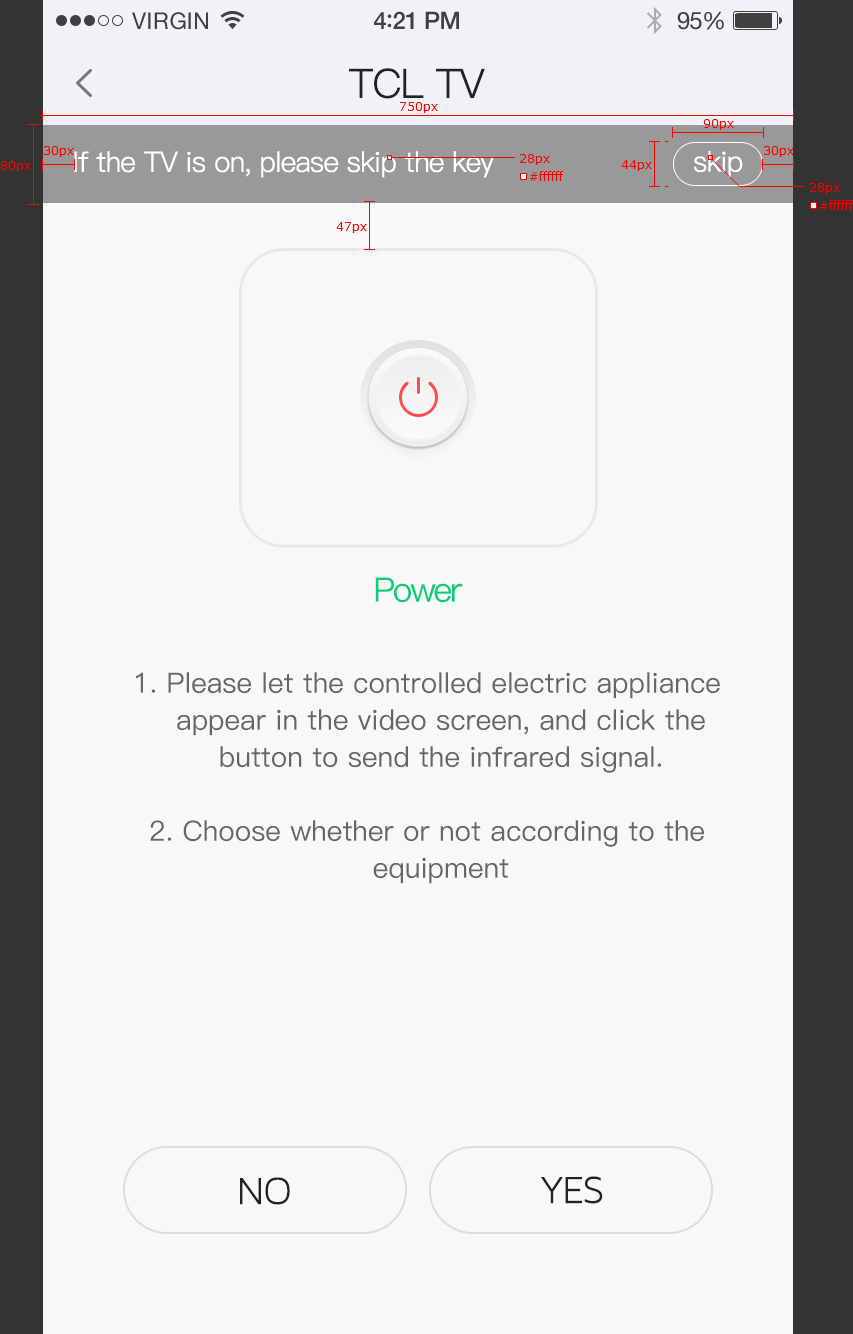 VIRGIN 4:21 PM 95%
TCL TV
750px
90px
80px 30px If the TV is on, please skip the key 28px #ffffff 44px skip 30px
28px
#ffffff
47px
Power
1. Please let the controlled electric appliance
appear in the video screen, and click the
button to send the infrared signal.
2. Choose whether or not according to the
equipment
NO YES